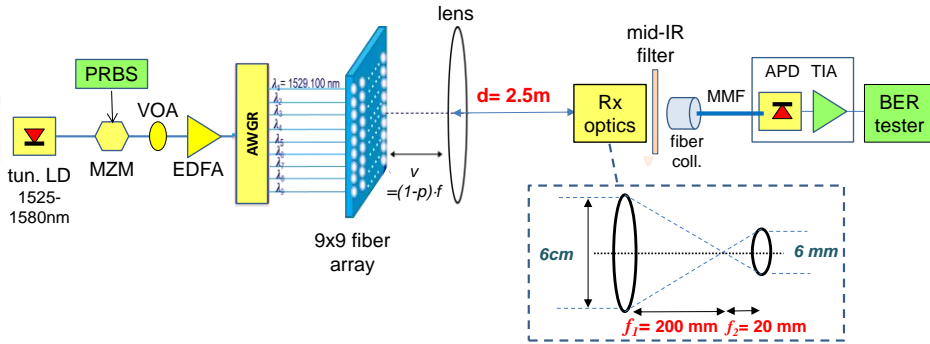 PRBS
tun. LD
1525-
1580nm
MZM
VOA
EDFA
AWGR
λ1= 1529.100 nm
λ2
λ3
λ4
λ5
λ6
λ7
λ8
λ9
9x9 fiber
array
v
=(1-p)·f
lens
d= 2.5m
Rx
optics
mid-IR
filter
fiber
coll.
MMF
APD TIA
BER
tester
6cm
6 mm
f1= 200 mm
f2= 20 mm